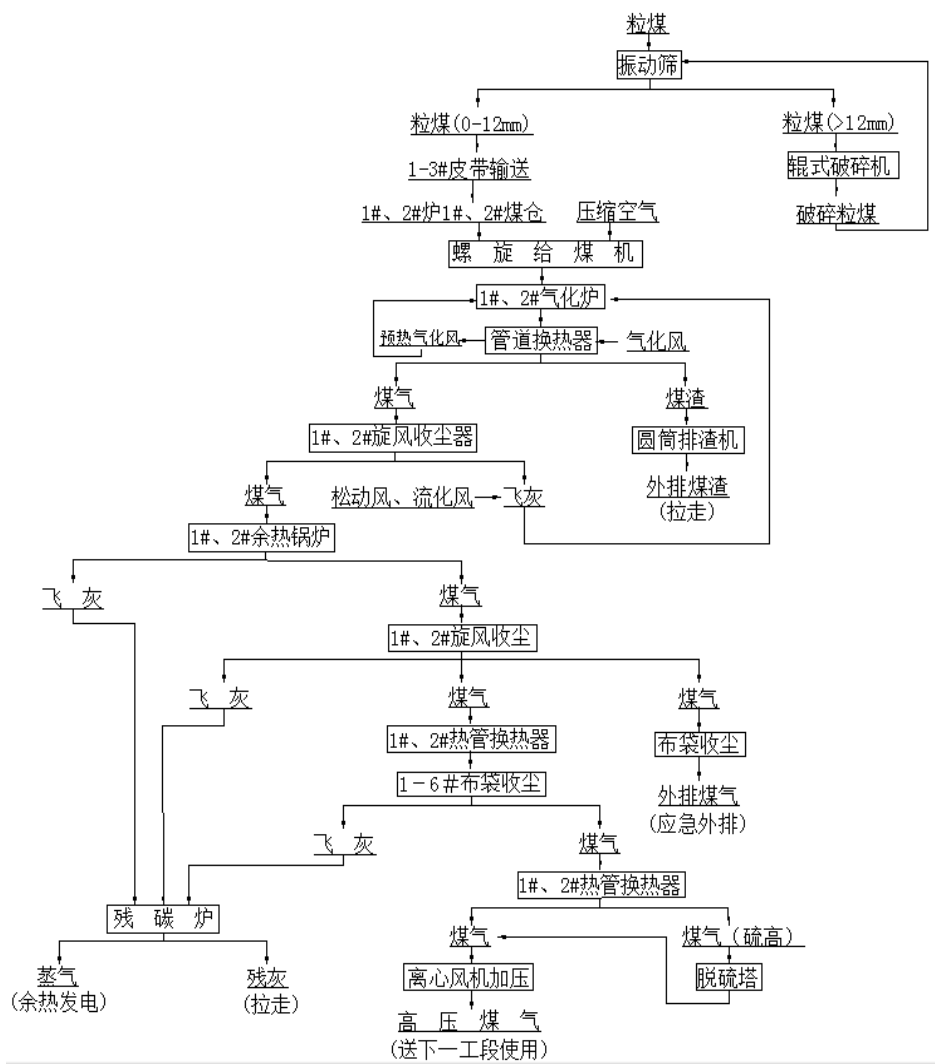 粒煤
振动筛
粒煤(0-12mm)
粒煤(>12mm)
1-3#皮带输送
辊式破碎机
1#、2#炉1#、2#煤仓
压缩空气
破碎粒煤
螺旋给煤机
1#、2#气化炉
预热气化风
管道换热器
气化风
煤气
煤渣
1#、2#旋风收尘器
圆筒排渣机
煤气
松动风、流化风
飞灰
外排煤渣
(拉走)
1#、2#余热锅炉
飞灰
煤气
1#、2#旋风收尘
飞灰
煤气
煤气
1#、2#热管换热器
布袋收尘
1-6#布袋收尘
外排煤气
(应急外排)
飞灰
煤气
1#、2#热管换热器
残碳炉
煤气
煤气(硫高)
蒸气
(余热发电)
残灰
(拉走)
离心风机加压
脱硫塔
高压煤气
(送下一工段使用)